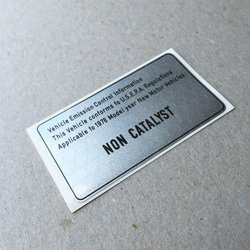 Vehicle Emission Control Information
This Vehicle conforms to U.S.E.P.A. Regulations
Applicable to 1976 Model year New Motor Vehicles
NON CATALYST